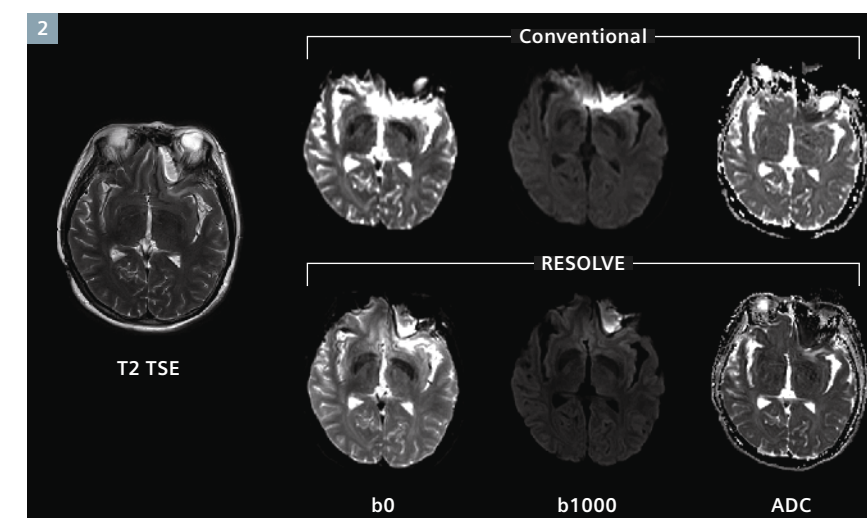 2
Conventional
RESOLVE
T2 TSE
b0
b1000
ADC